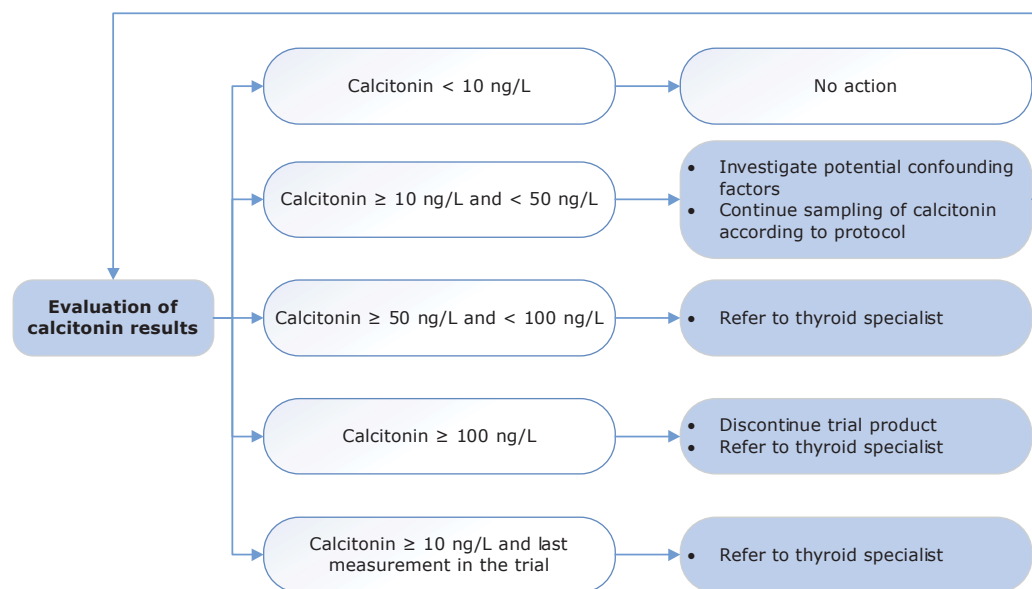 Calcitonin < 10 ng/L
No action
Calcitonin ≥ 10 ng/L and < 50 ng/L
• Investigate potential confounding
factors
• Continue sampling of calcitonin
according to protocol
Evaluation of
calcitonin results
Calcitonin ≥ 50 ng/L and < 100 ng/L
• Refer to thyroid specialist
Calcitonin ≥ 100 ng/L
• Discontinue trial product
• Refer to thyroid specialist
Calcitonin ≥ 10 ng/L and last
measurement in the trial
• Refer to thyroid specialist